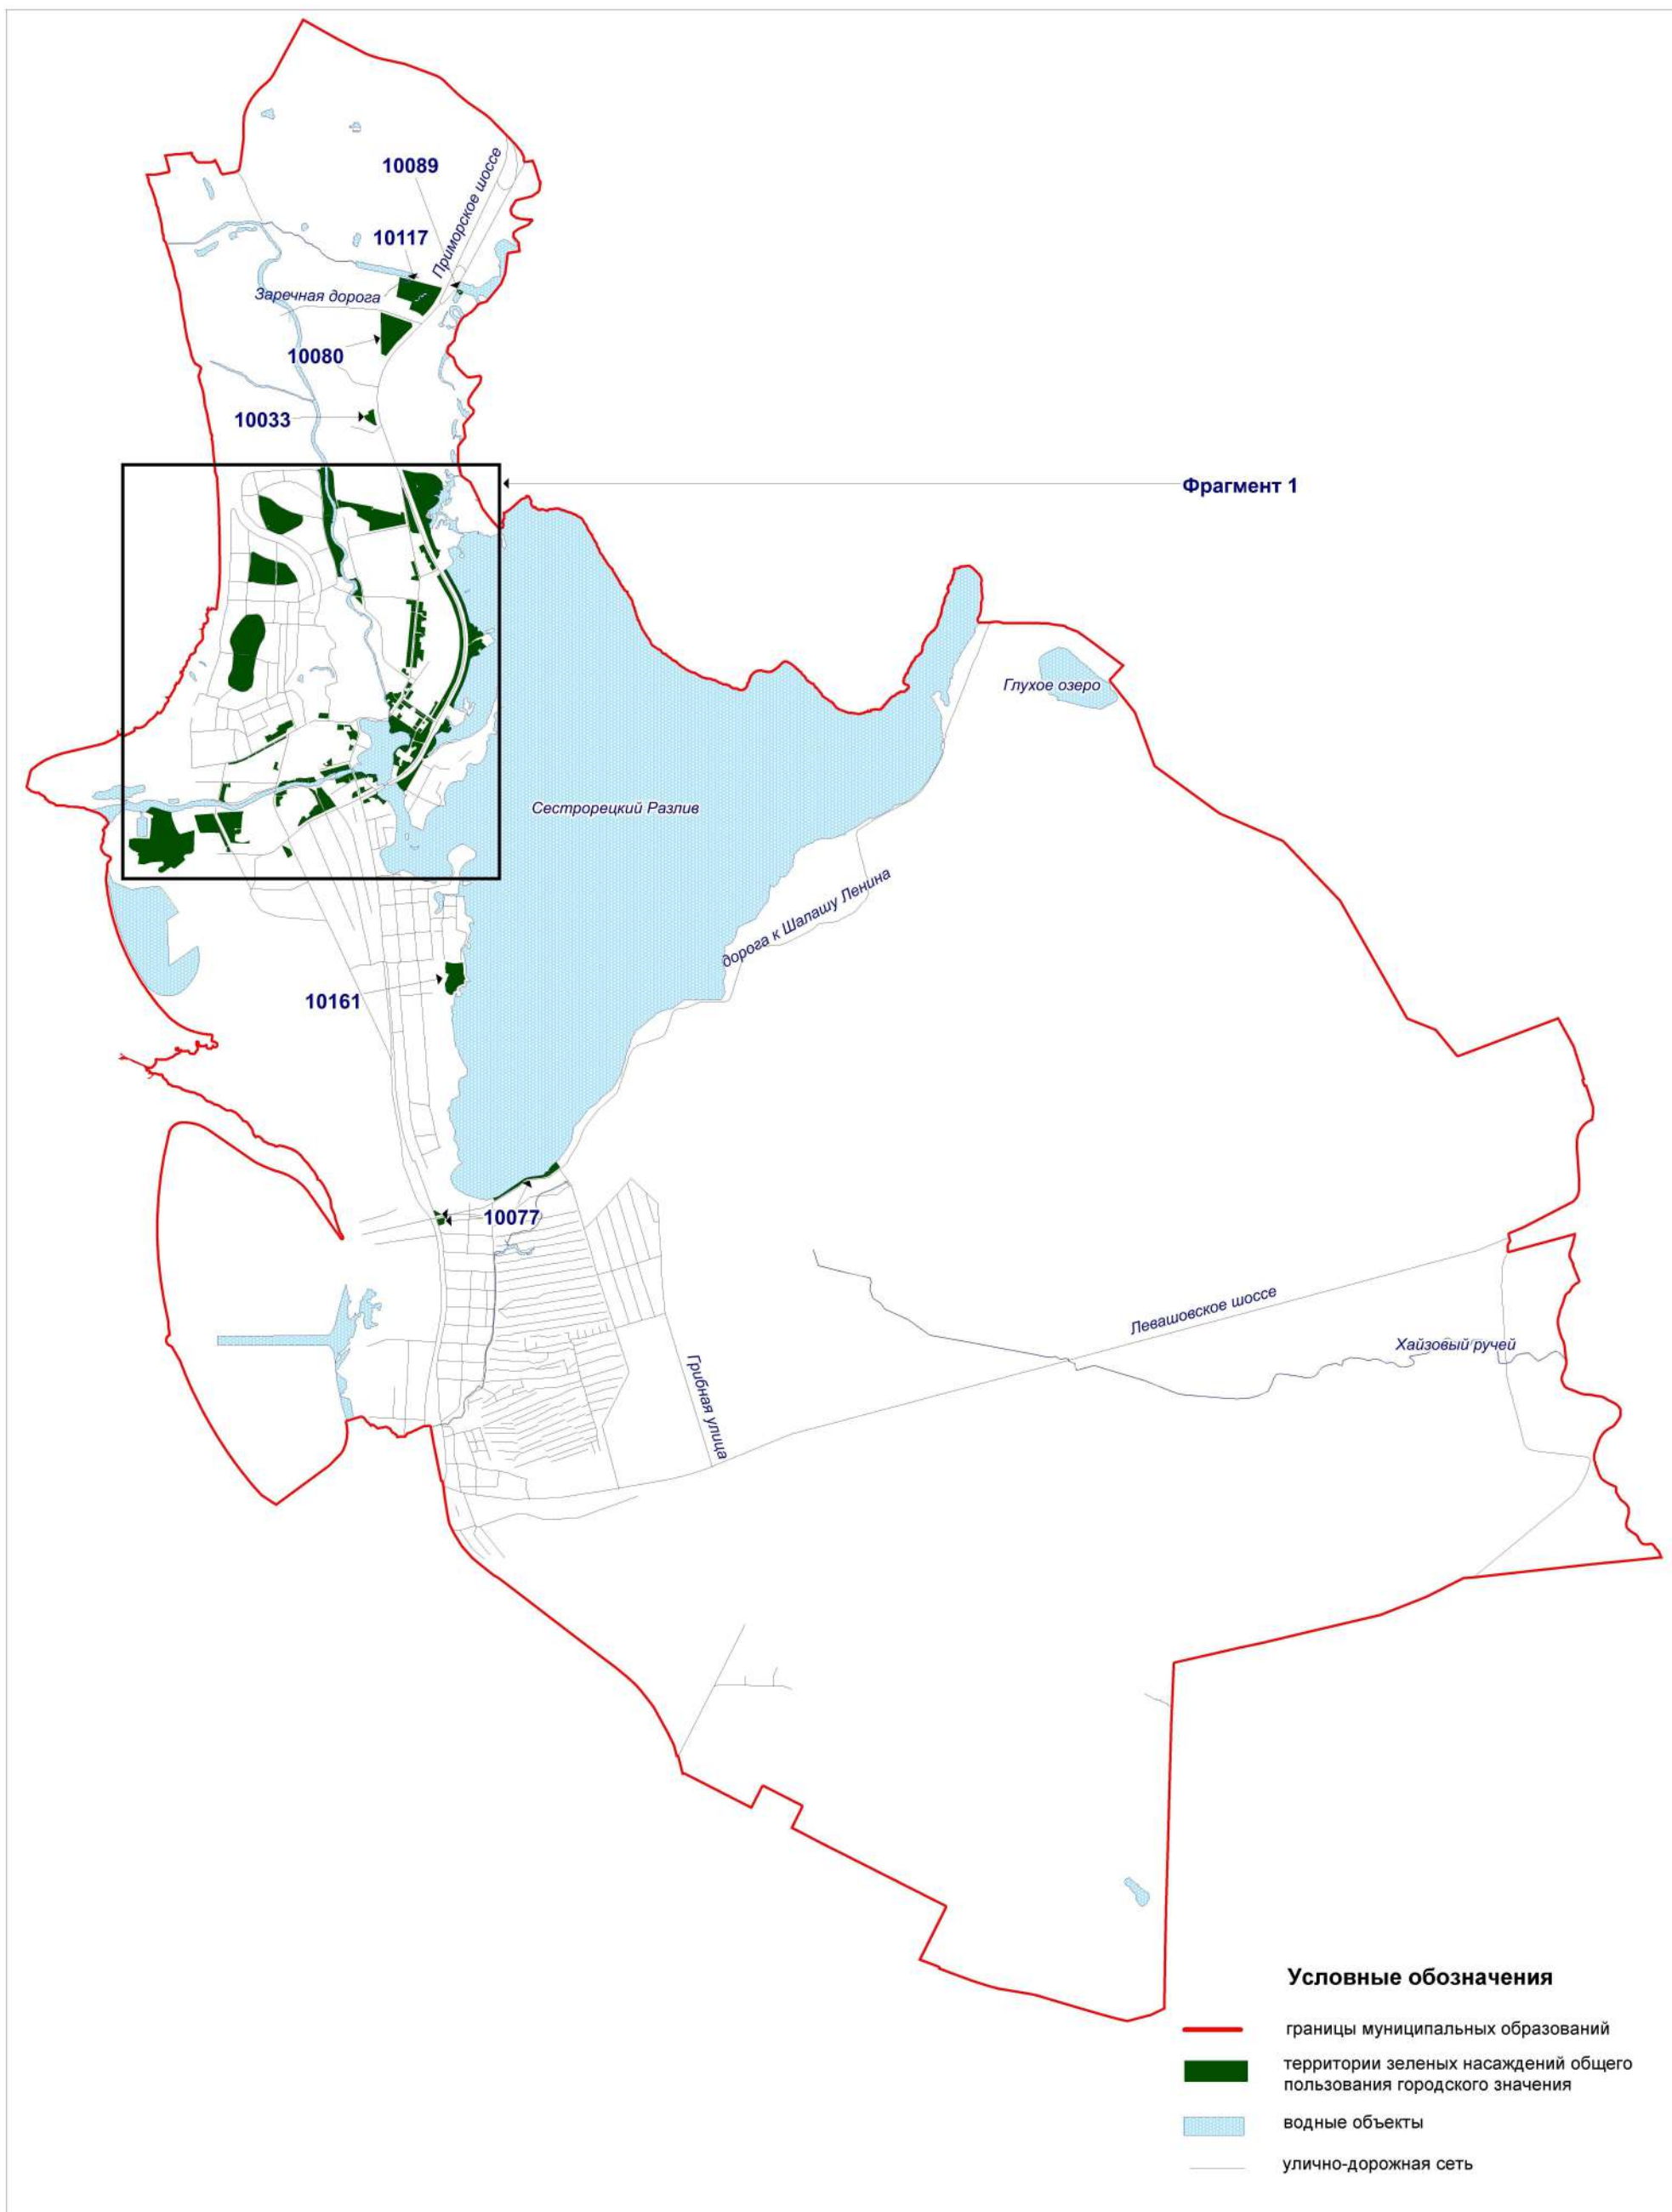 10089
Приморское шоссе
10117
Заречная дорога
10080
10033
Фрагмент 1
Глухое озеро
Сестрорецкий Разлив
дорога к Шалашу Ленина
10161
10077
Левашовское шоссе
Хайзовый ручей
Грибная улица
Условные обозначения
границы муниципальных образований
территории зеленых насаждений общего
пользования городского значения
водные объекты
улично-дорожная сеть